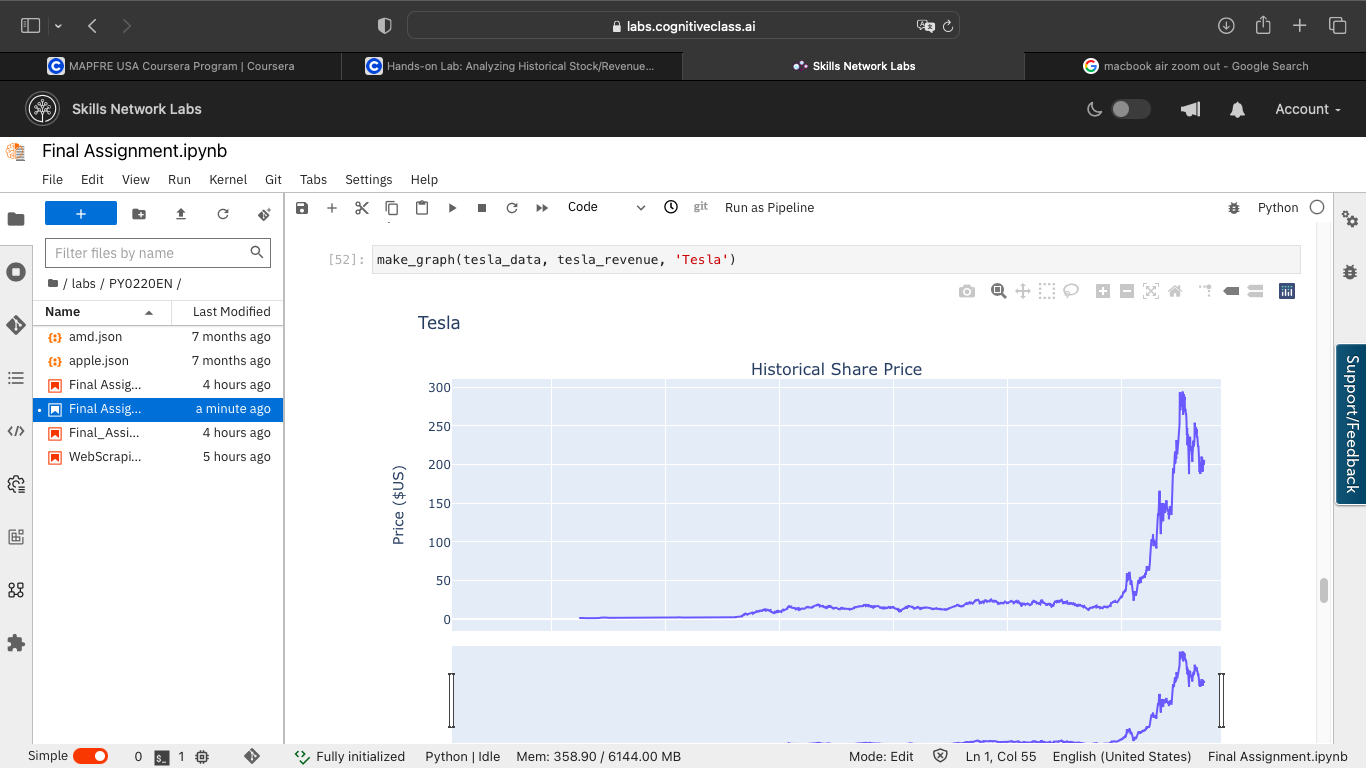 labs.cognitiveclass.ai
MAPFRE USA Coursera Program | Coursera
Hands-on Lab: Analyzing Historical Stock/Revenue...
Skills Network Labs
macbook air zoom out - Google Search
Skills Network Labs
Account
Final Assignment.ipynb
File Edit View Run Kernel Git Tabs Settings Help
Code
git
Run as Pipeline
Python
Filter files by name
/ labs / PY0220EN /
Name Last Modified
amd.json 7 months ago
apple.json 7 months ago
Final Assig... 4 hours ago
Final Assig... a minute ago
Final_Assi... 4 hours ago
WebScrapi... 5 hours ago
[52]: make_graph(tesla_data, tesla_revenue, 'Tesla')
Tesla
Historical Share Price
Price ($US)
300
250
200
150
100
50
0
Support/Feedback
Simple 0 1 Fully initialized Python | Idle Mem: 358.90 / 6144.00 MB Mode: Edit Ln 1, Col 55 English (United States) Final Assignment.ipynb